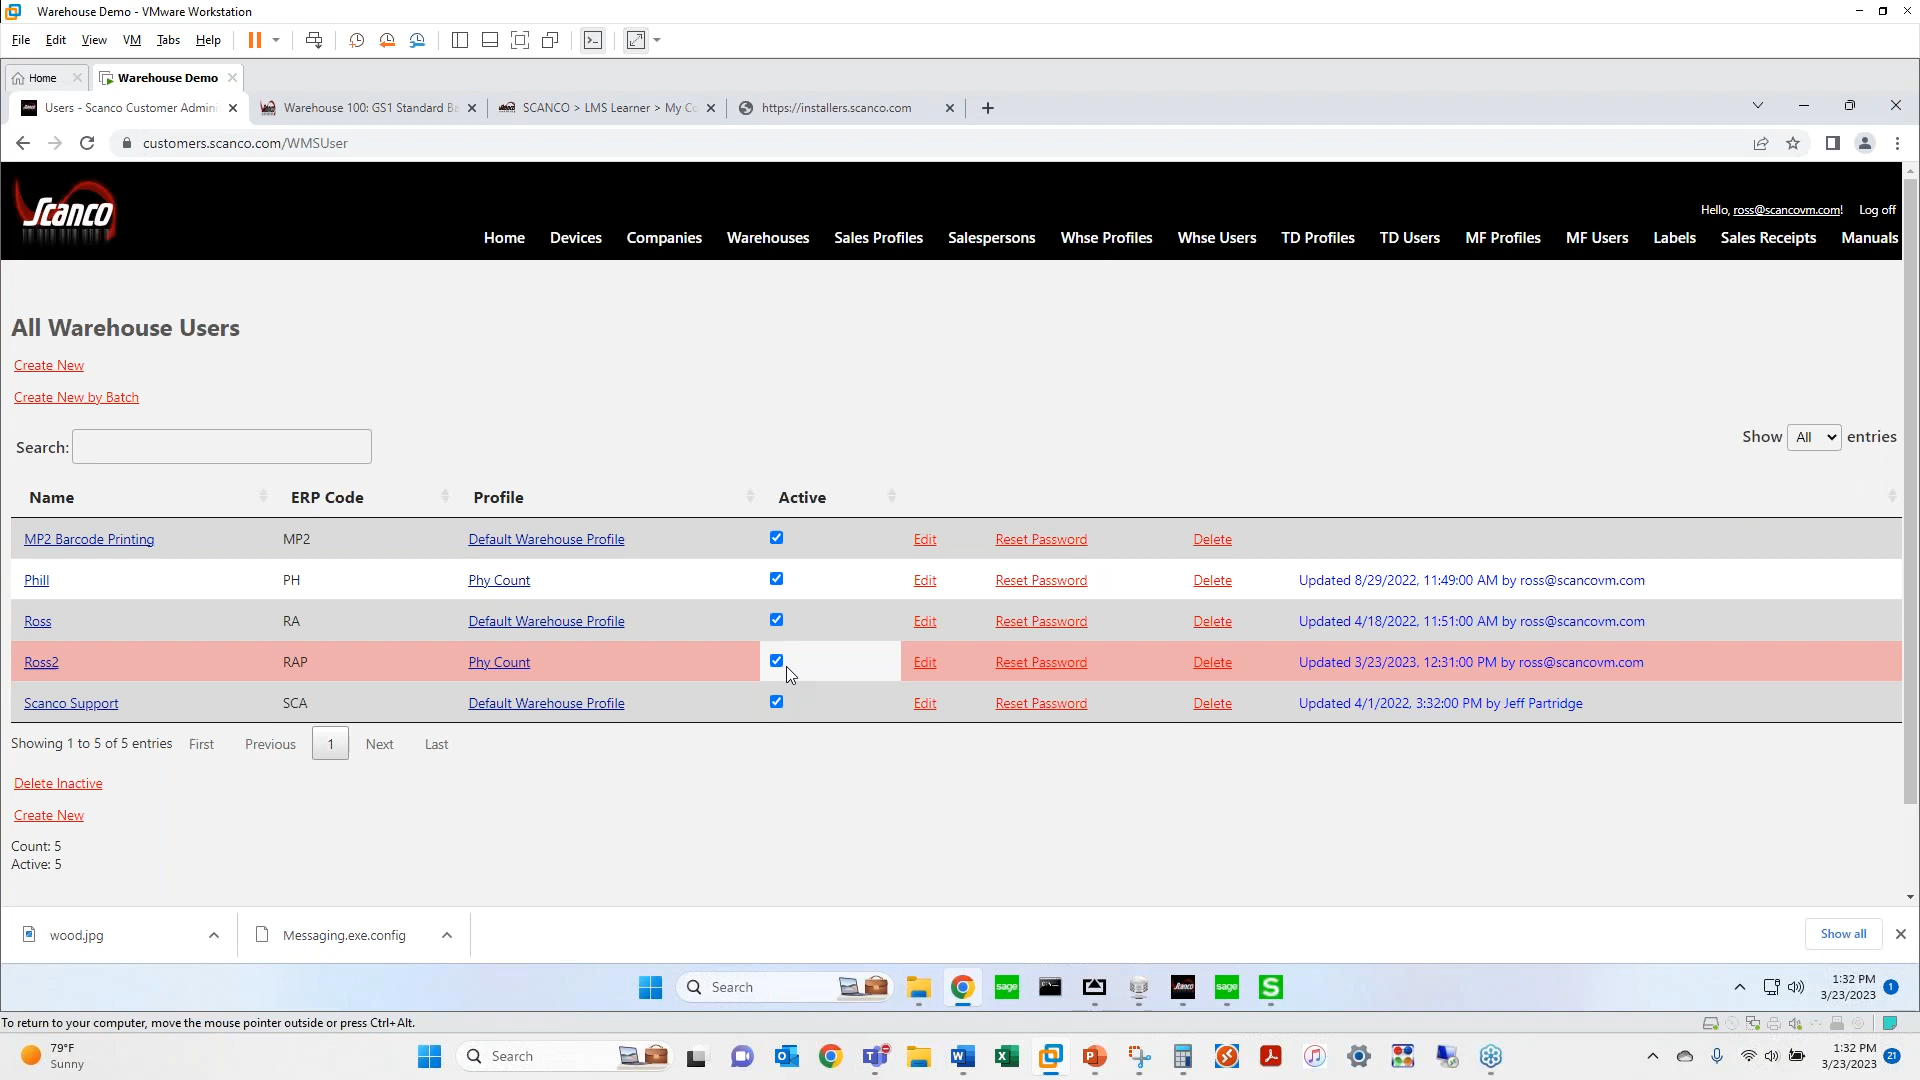 Warehouse Demo - VMware Workstation
File Edit View VM Tabs Help
Home Warehouse Demo
Users - Scanco Customer Admini Warehouse 100: GS1 Standard Ba SCANCO > LMS Learner > My Co https://installers.scanco.com
customers.scanco.com/WMSUser
Scanco
Hello, ross@scancovm.com! Log off
Home Devices Companies Warehouses Sales Profiles Salespersons Whse Profiles Whse Users TD Profiles TD Users MF Profiles MF Users Labels Sales Receipts Manuals
All Warehouse Users
Create New
Create New by Batch
Search: Show All entries
Name ERP Code Profile Active
MP2 Barcode Printing MP2 Default Warehouse Profile Edit Reset Password Delete
Phill PH Phy Count Edit Reset Password Delete Updated 8/29/2022, 11:49:00 AM by ross@scancovm.com
Ross RA Default Warehouse Profile Edit Reset Password Delete Updated 4/18/2022, 11:51:00 AM by ross@scancovm.com
Ross2 RAP Phy Count Edit Reset Password Delete Updated 3/23/2023, 12:31:00 PM by ross@scancovm.com
Scanco Support SCA Default Warehouse Profile Edit Reset Password Delete Updated 4/1/2022, 3:32:00 PM by Jeff Partridge
Showing 1 to 5 of 5 entries First Previous 1 Next Last
Delete Inactive
Create New
Count: 5
Active: 5
wood.jpg Messaging.exe.config Show all
Search sage Scanco sage S 1:32 PM 1
3/23/2023
To return to your computer, move the mouse pointer outside or press Ctrl+Alt.
79°F
Sunny
Search 1:32 PM 21
3/23/2023